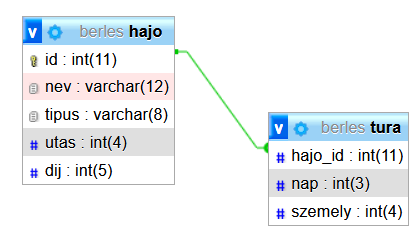 v berles hajo
id : int(11)
nev : varchar(12)
tipus : varchar(8)
# utas : int(4)
# dij : int(5)
v berles tura
# hajo_id : int(11)
# nap : int(3)
# szemely : int(4)